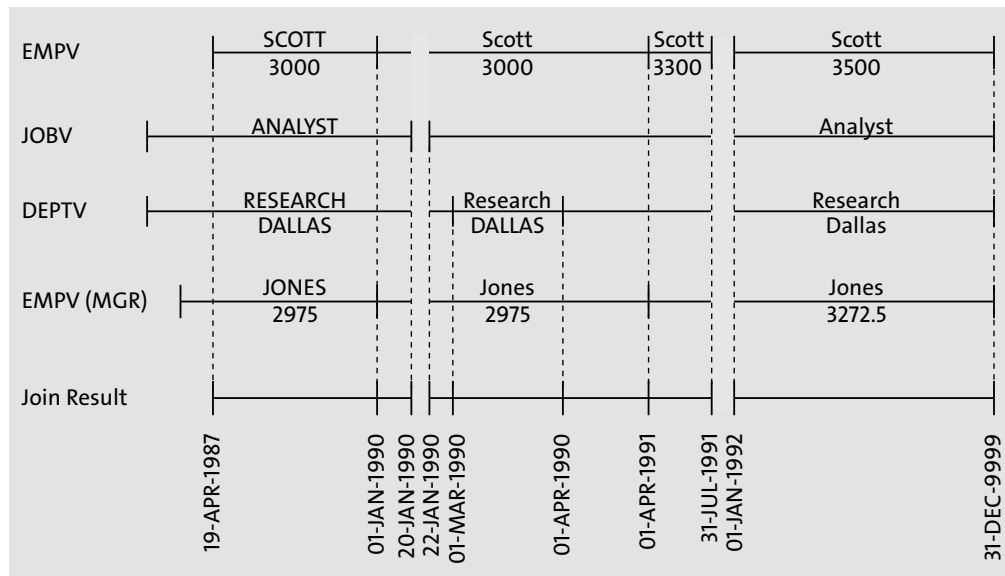 EMPV
SCOTT
3000
Scott
3000
Scott
3300
Scott
3500
JOBV
ANALYST
Analyst
DEPTV
RESEARCH
DALLAS
Research
DALLAS
Research
Dallas
EMPV (MGR)
JONES
2975
Jones
2975
Jones
3272.5
Join Result
19-APR-1987
01-JAN-1990
20-JAN-1990
22-JAN-1990
01-MAR-1990
01-APR-1990
01-APR-1991
31-JUL-1991
01-JAN-1992
31-DEC-9999